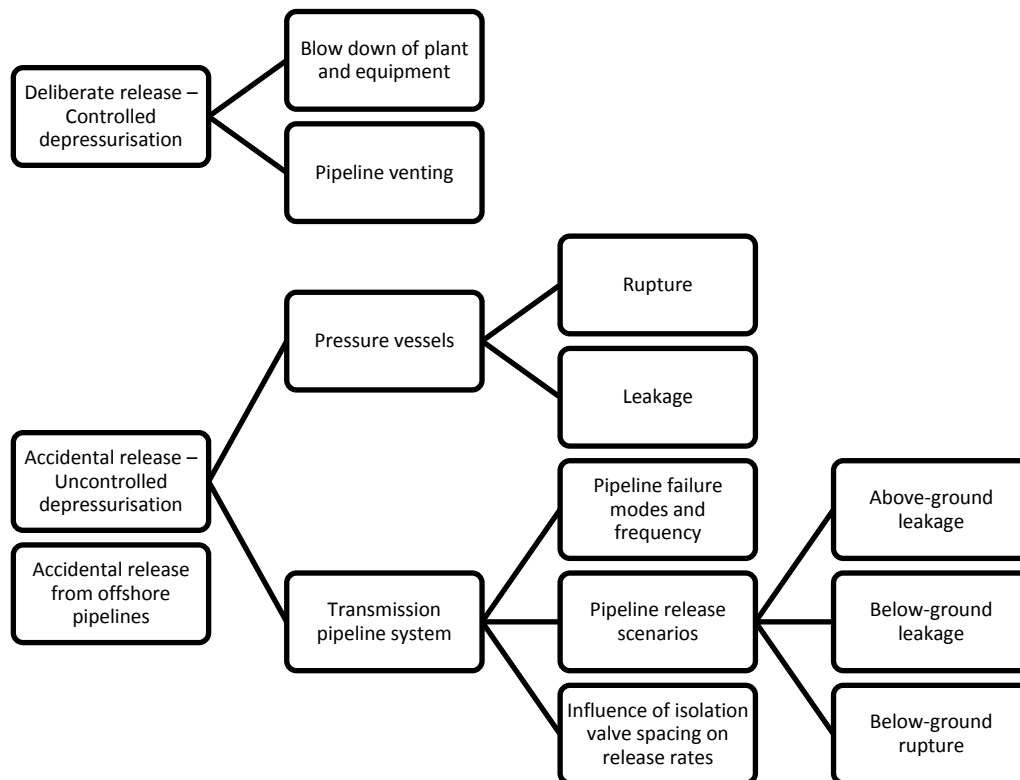 Deliberate release –
Controlled
depressurisation
Blow down of plant
and equipment
Pipeline venting
Accidental release –
Uncontrolled
depressurisation
Pressure vessels
Rupture
Leakage
Transmission
pipeline system
Pipeline failure
modes and
frequency
Pipeline release
scenarios
Above-ground
leakage
Below-ground
leakage
Below-ground
rupture
Influence of isolation
valve spacing on
release rates
Accidental release
from offshore
pipelines